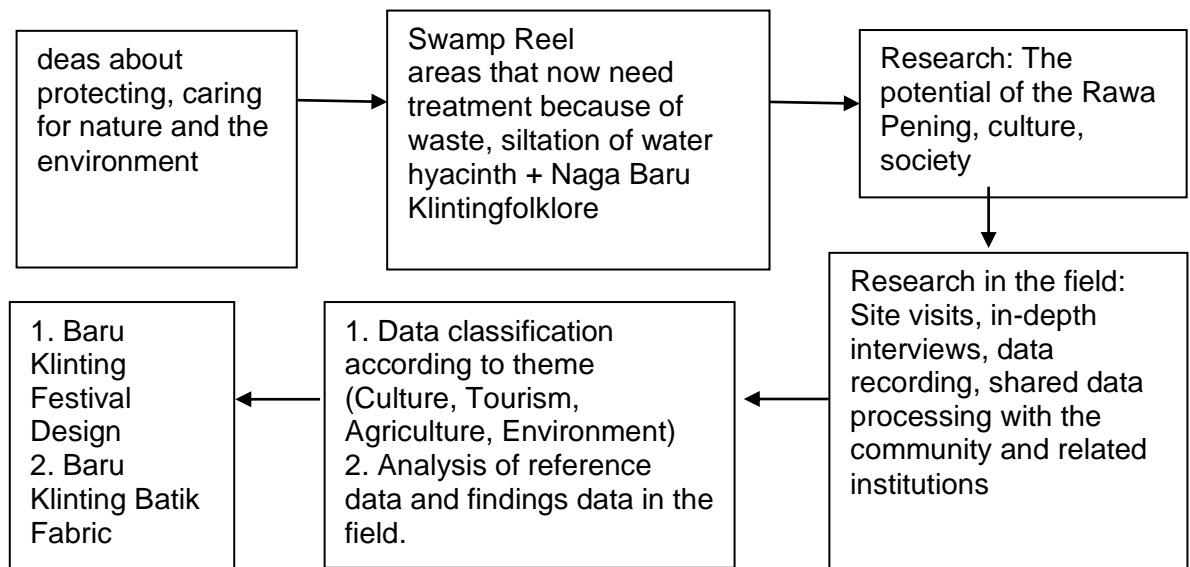 deas about
protecting, caring
for nature and the
environment
Swamp Reel
areas that now need
treatment because of
waste, siltation of water
hyacinth + Naga Baru
Klintingfolklore
Research: The
potential of the Rawa
Pening, culture,
society
Research in the field:
Site visits, in-depth
interviews, data
recording, shared data
processing with the
community and related
institutions
1. Data classification
according to theme
(Culture, Tourism,
Agriculture, Environment)
2. Analysis of reference
data and findings data in the
field.
1. Baru
Klinting
Festival
Design
2. Baru
Klinting Batik
Fabric